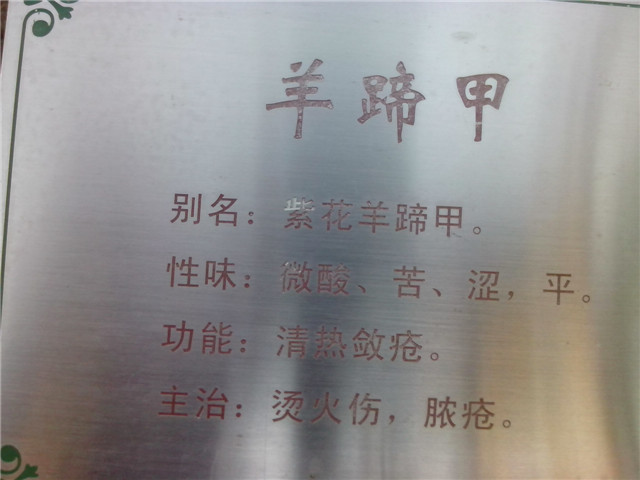 羊蹄甲
别名：紫花羊蹄甲。
性味：微酸、苦、涩，平。
功能：清热敛疮。
主治：烫火伤，脓疮。